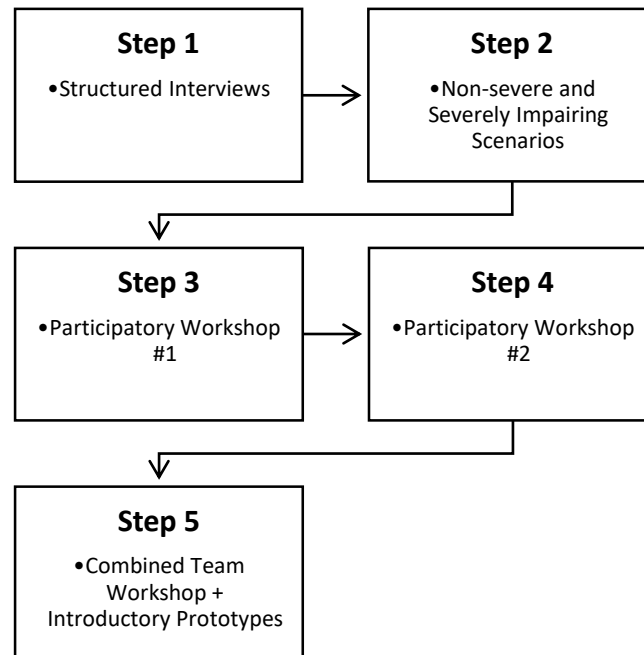 Step 1
•Structured Interviews
Step 2
•Non-severe and
Severely Impairing
Scenarios
Step 3
•Participatory Workshop
#1
Step 4
•Participatory Workshop
#2
Step 5
•Combined Team
Workshop +
Introductory Prototypes